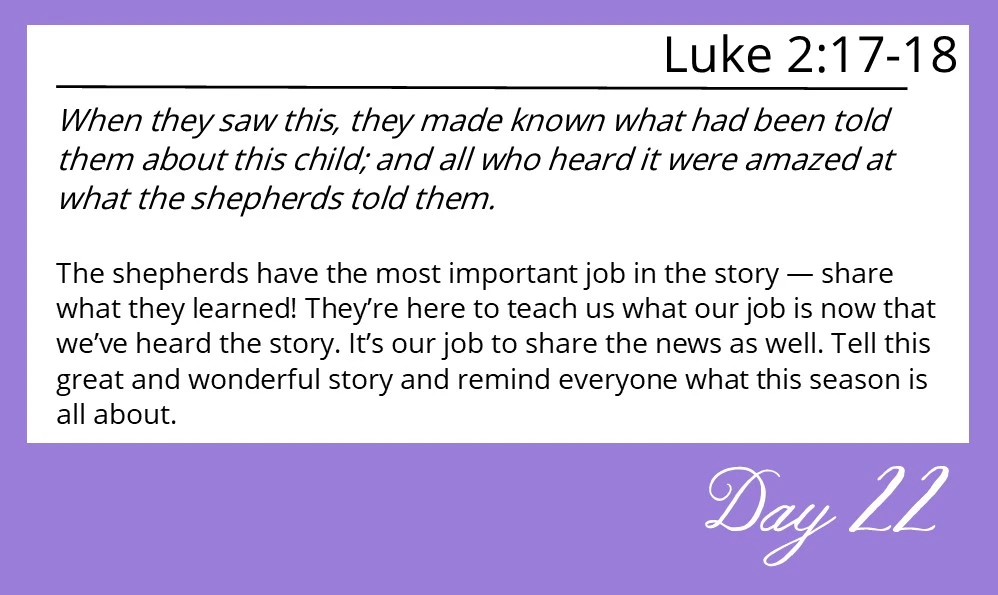 Luke 2:17-18
When they saw this, they made known what had been told
them about this child; and all who heard it were amazed at
what the shepherds told them.
The shepherds have the most important job in the story — share
what they learned! They’re here to teach us what our job is now that
we’ve heard the story. It’s our job to share the news as well. Tell this
great and wonderful story and remind everyone what this season is
all about.
Day 22